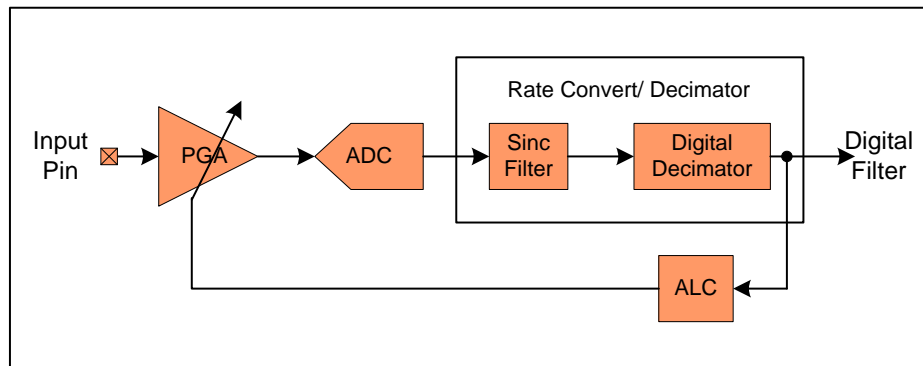 Rate Convert/ Decimator
Input
Pin
PGA
ADC
Sinc
Filter
Digital
Decimator
Digital
Filter
ALC